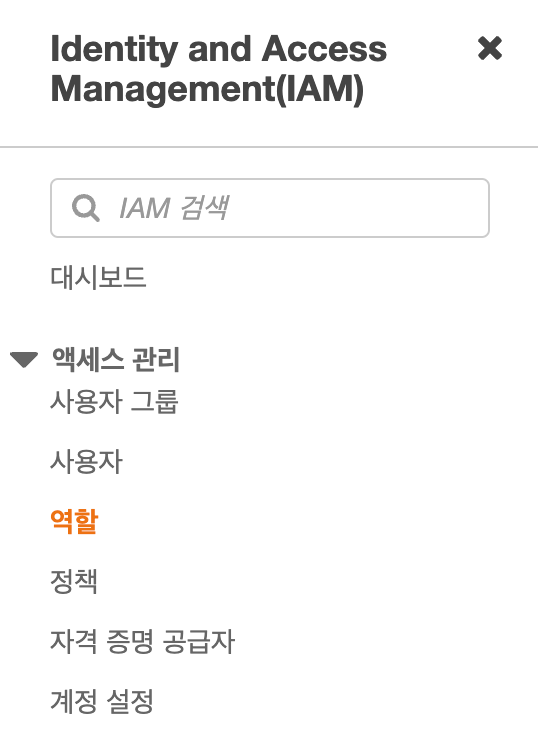 Identity and Access
Management(IAM)
IAM 검색
대시보드
액세스 관리
사용자 그룹
사용자
역할
정책
자격 증명 공급자
계정 설정